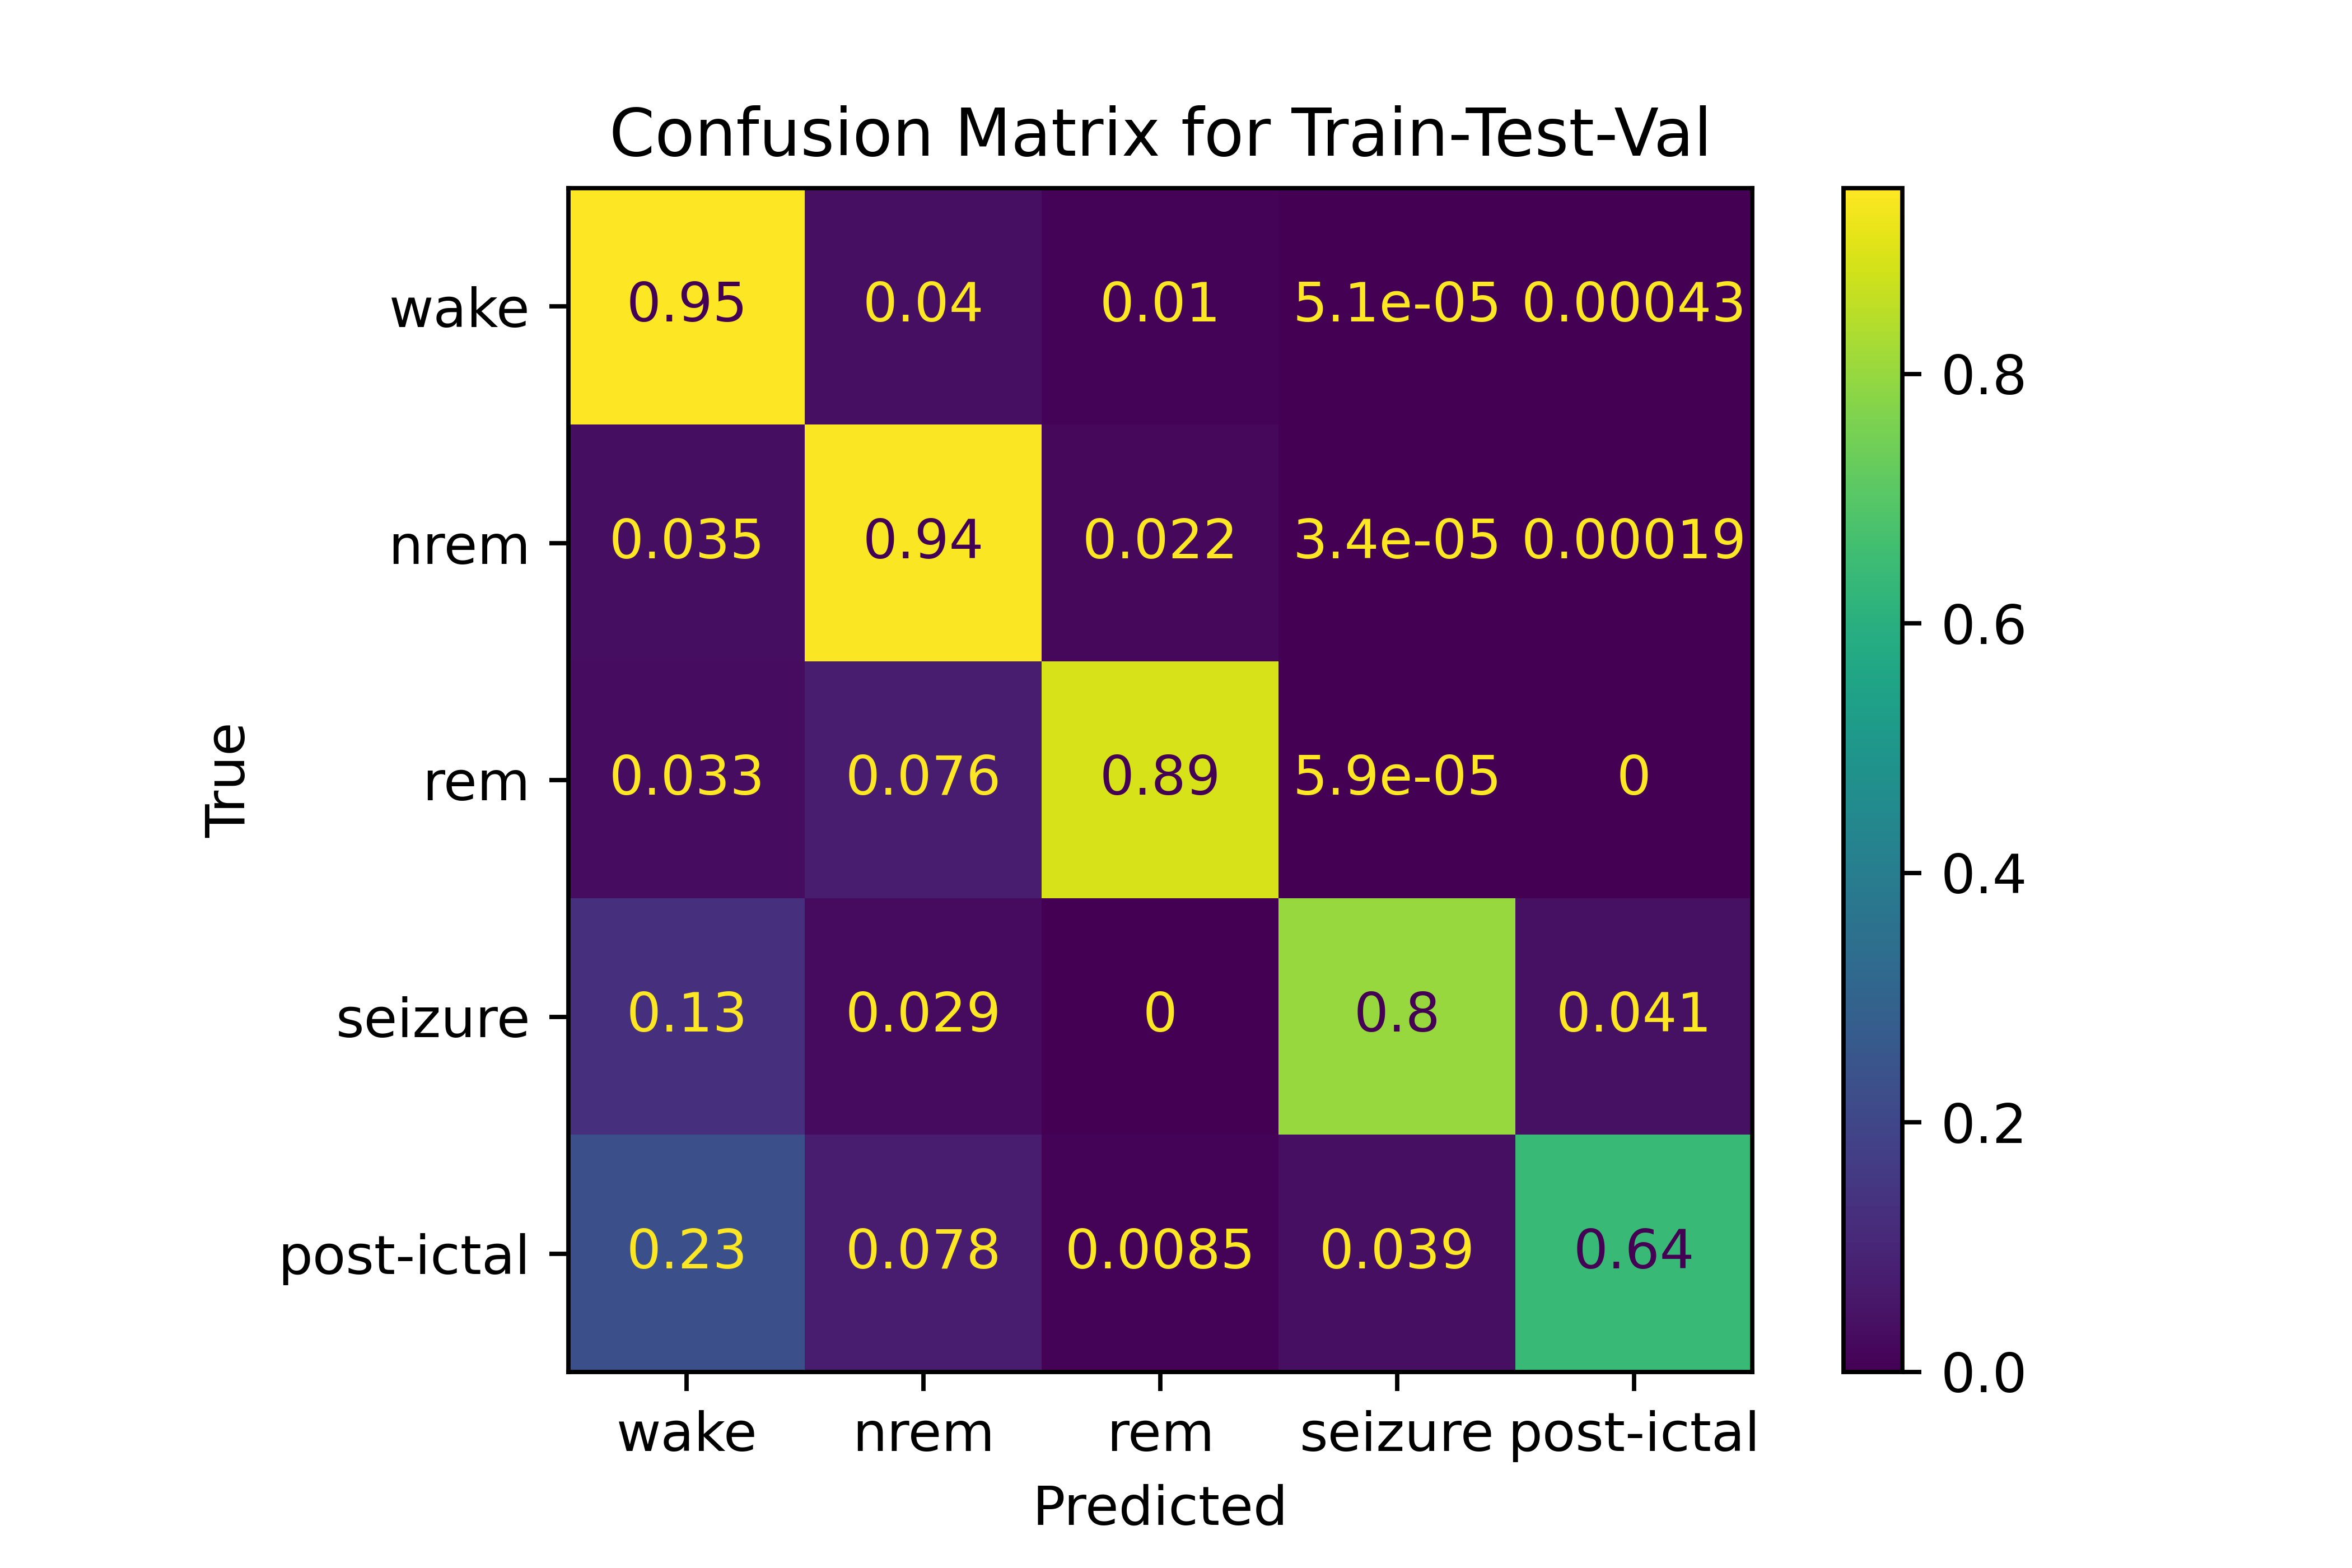 Confusion Matrix for Train-Test-Val
wake 0.95 0.04 0.01 5.1e-05 0.00043
nrem 0.035 0.94 0.022 3.4e-05 0.00019
rem 0.033 0.076 0.89 5.9e-05 0
seizure 0.13 0.029 0 0.8 0.041
post-ictal 0.23 0.078 0.0085 0.039 0.64
True
wake nrem rem seizure post-ictal
Predicted
0.8
0.6
0.4
0.2
0.0